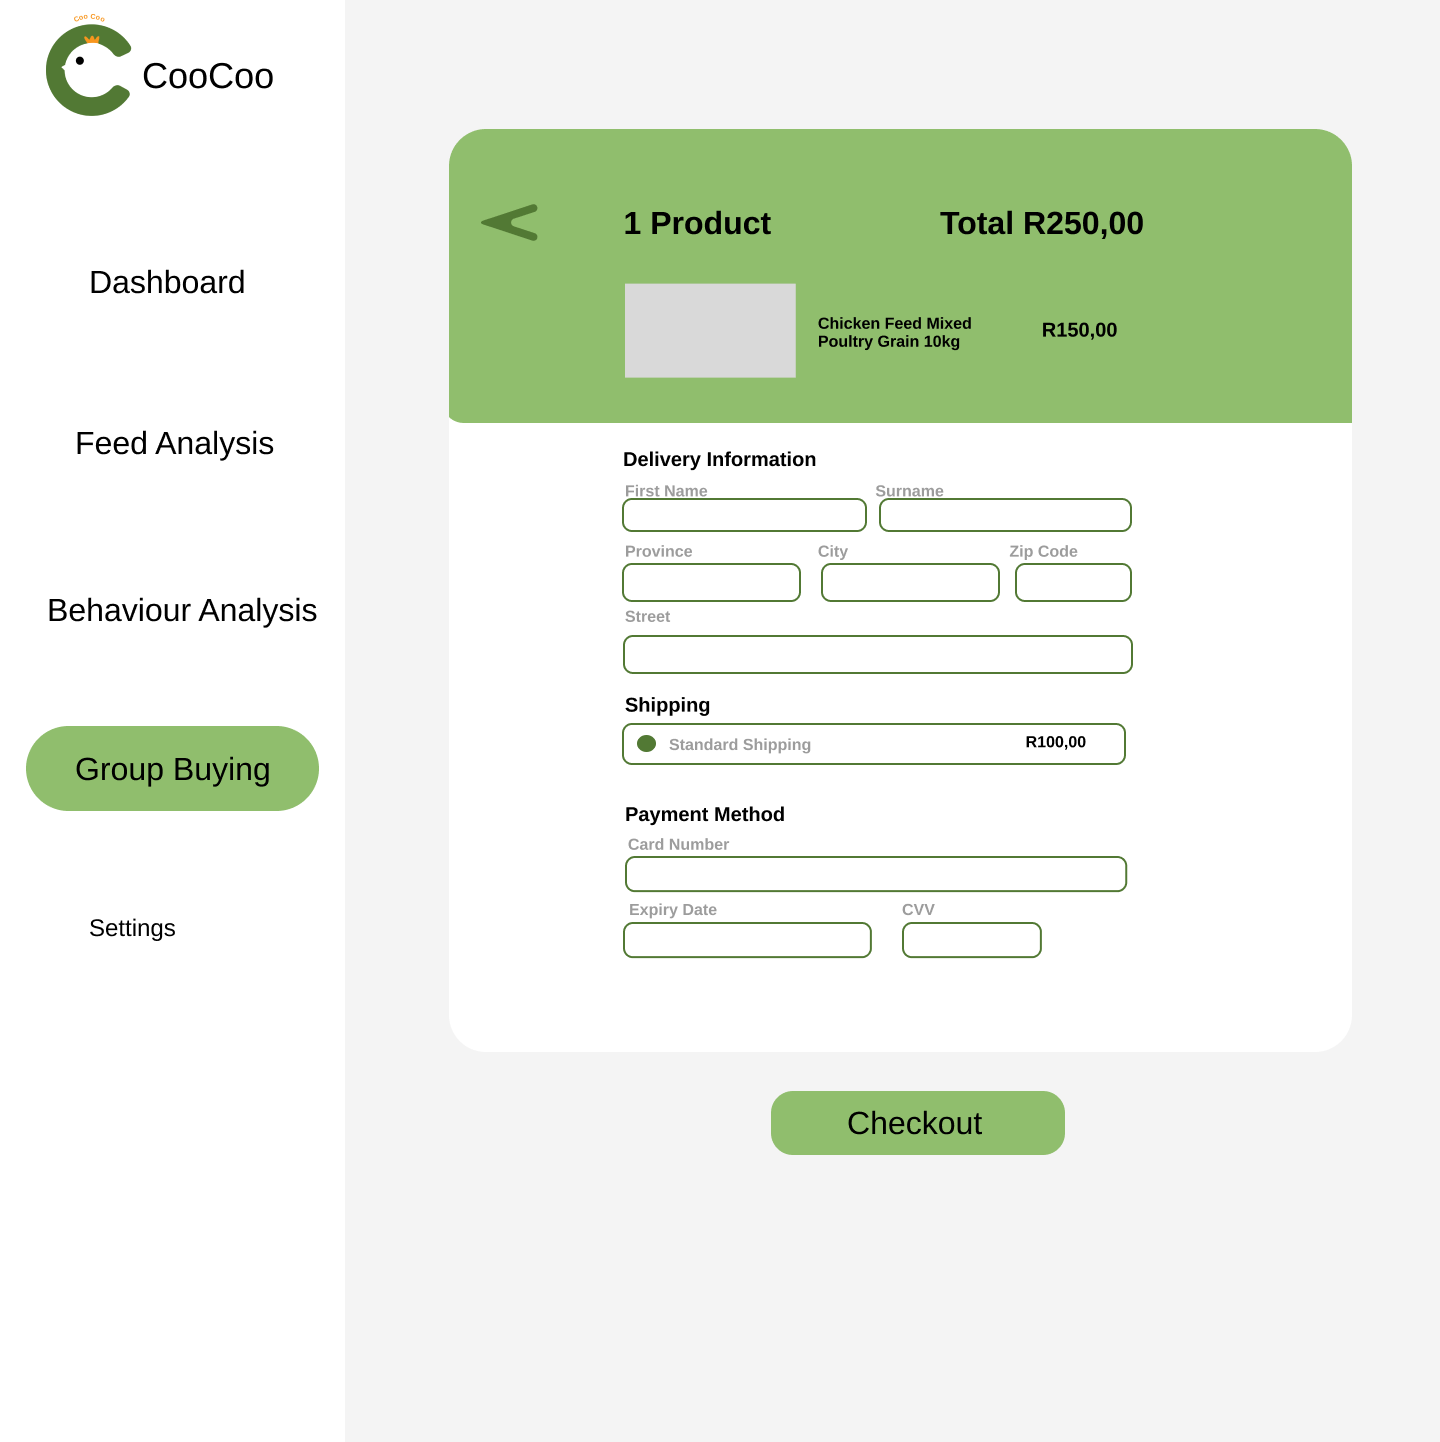 Coo Coo
CooCoo
Dashboard
Feed Analysis
Behaviour Analysis
Group Buying
Settings
1 Product Total R250,00
Chicken Feed Mixed
Poultry Grain 10kg
R150,00
Delivery Information
First Name Surname
Province City Zip Code
Street
Shipping
Standard Shipping R100,00
Payment Method
Card Number
Expiry Date CVV
Checkout